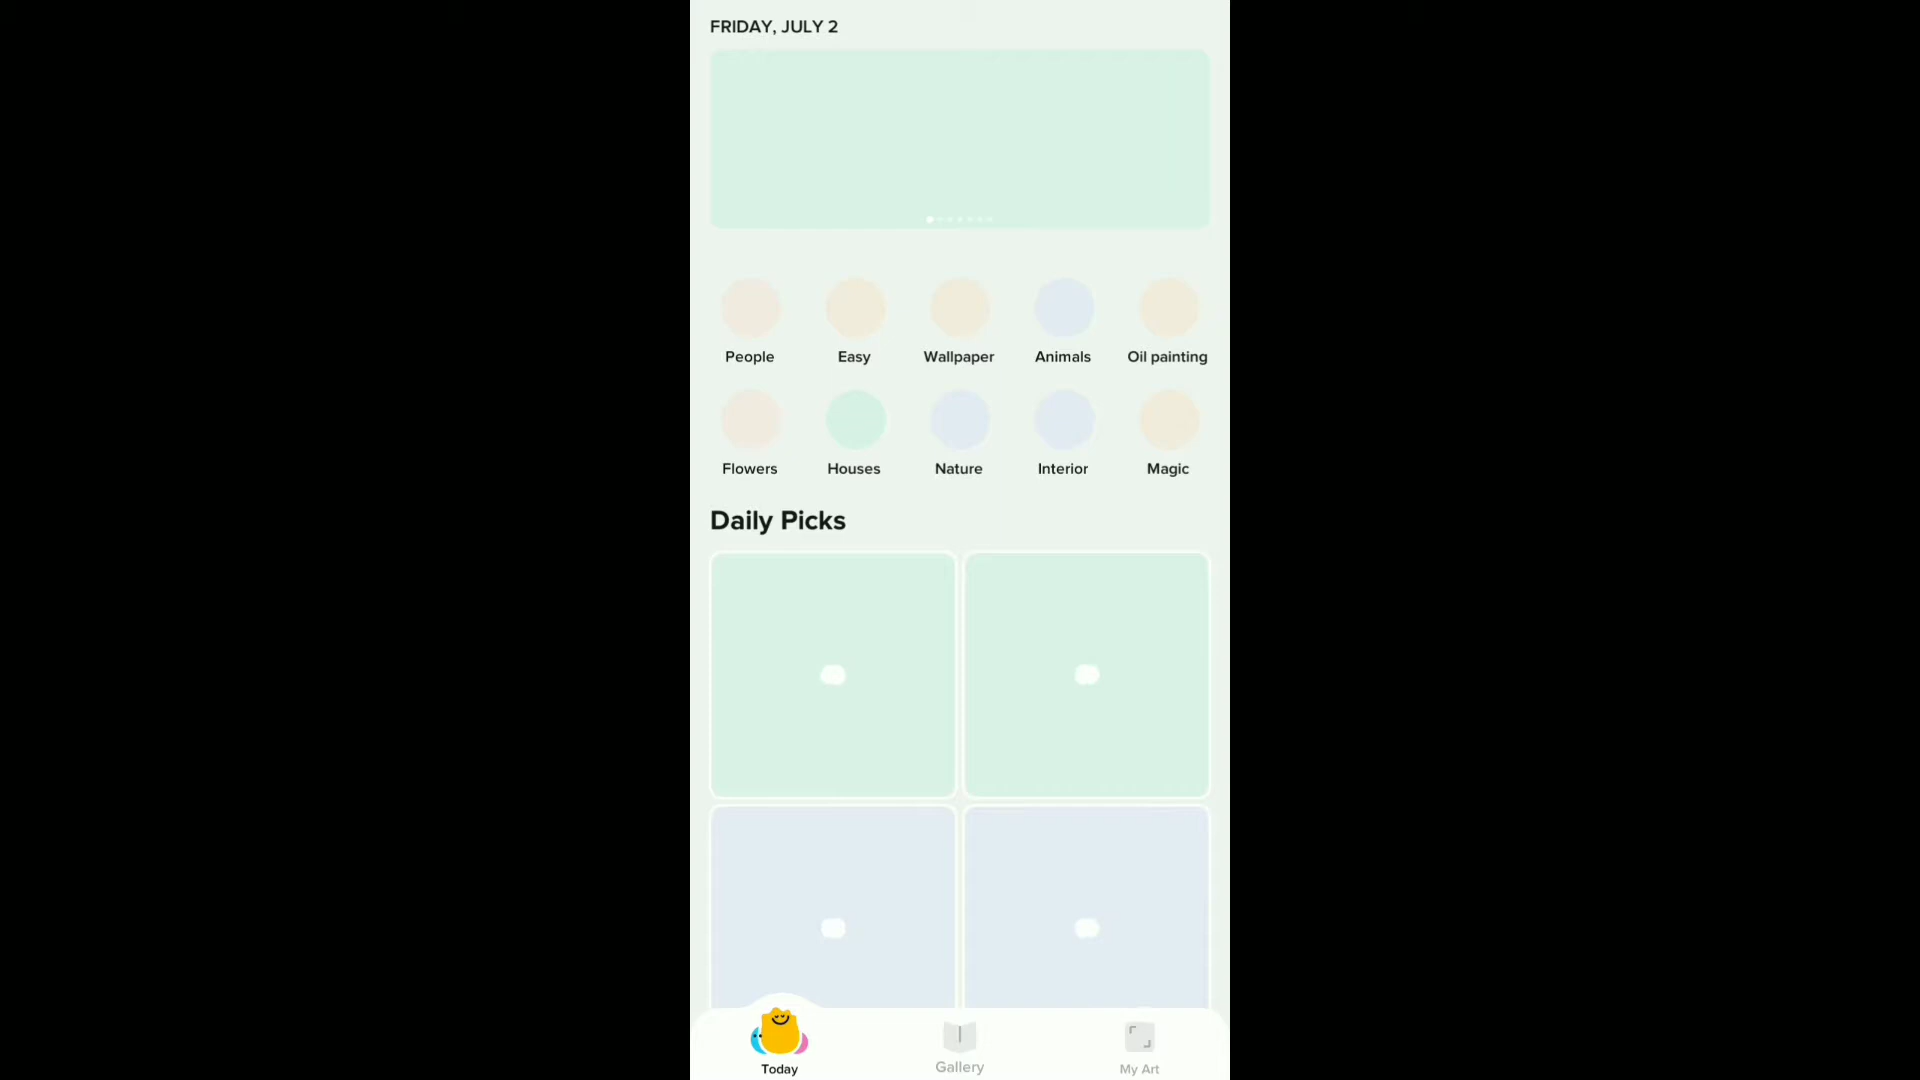 FRIDAY, JULY 2
People Easy Wallpaper Animals Oil painting
Flowers Houses Nature Interior Magic
Daily Picks
Today Gallery My Art